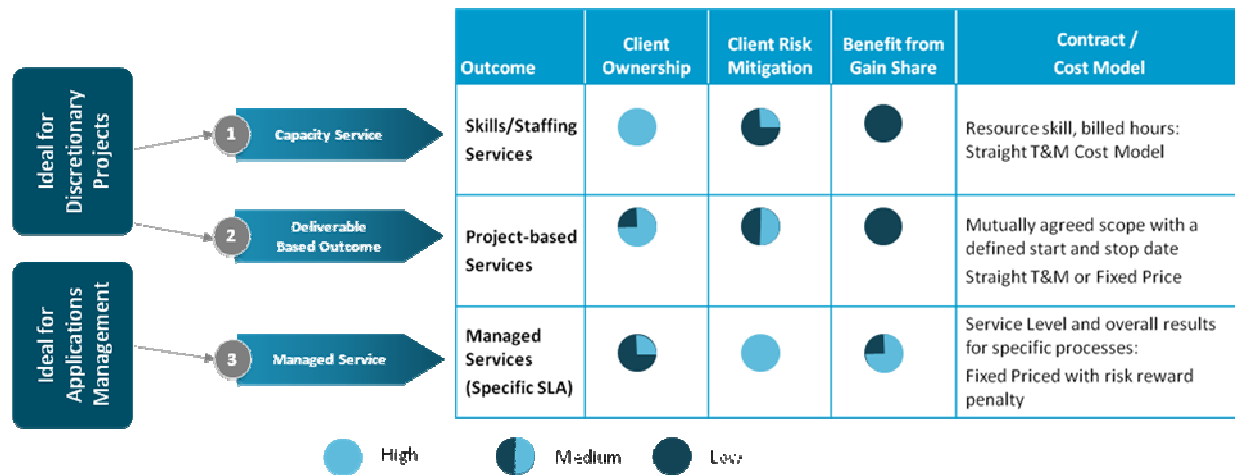 Ideal for
Discretionary
Projects
Ideal for
Applications
Management
1
Capacity Service
2
Deliverable
Based Outcome
3
Managed Service
Outcome
Client
Ownership
Client Risk
Mitigation
Benefit from
Gain Share
Contract /
Cost Model
Skills/Staffing
Services
Resource skill, billed hours:
Straight T&M Cost Model
Project-based
Services
Mutually agreed scope with a
defined start and stop date
Straight T&M or Fixed Price
Managed
Services
(Specific SLA)
Service Level and overall results
for specific processes:
Fixed Priced with risk reward
penalty
High
Medium
Low